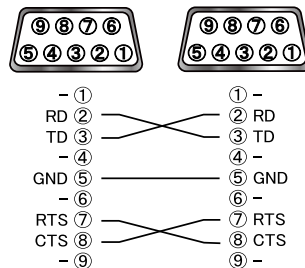 ⑨⑧⑦⑥ ⑨⑧⑦⑥
⑤④③②① ⑤④③②①
- ① ① -
RD ② ② RD
TD ③ ③ TD
- ④ ④ -
GND ⑤ ⑤ GND
- ⑥ ⑥ -
RTS ⑦ ⑦ RTS
CTS ⑧ ⑧ CTS
- ⑨ ⑨ -